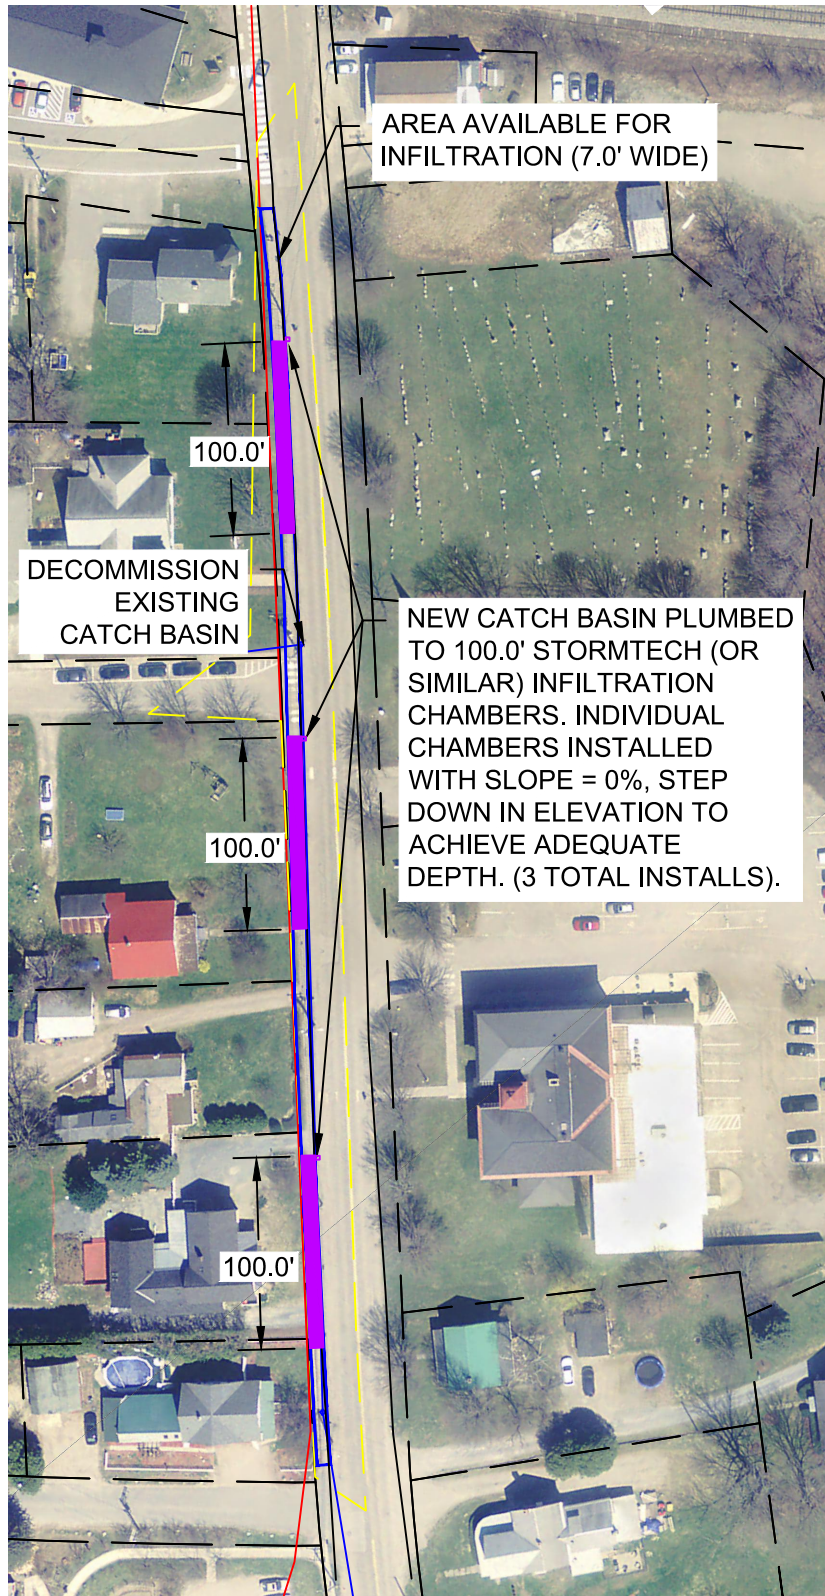 AREA AVAILABLE FOR
INFILTRATION (7.0' WIDE)
100.0'
DECOMMISSION
EXISTING
CATCH BASIN
NEW CATCH BASIN PLUMBED
TO 100.0' STORMTECH (OR
SIMILAR) INFILTRATION
CHAMBERS. INDIVIDUAL
CHAMBERS INSTALLED
WITH SLOPE = 0%, STEP
DOWN IN ELEVATION TO
ACHIEVE ADEQUATE
DEPTH. (3 TOTAL INSTALLS).
100.0'
100.0'